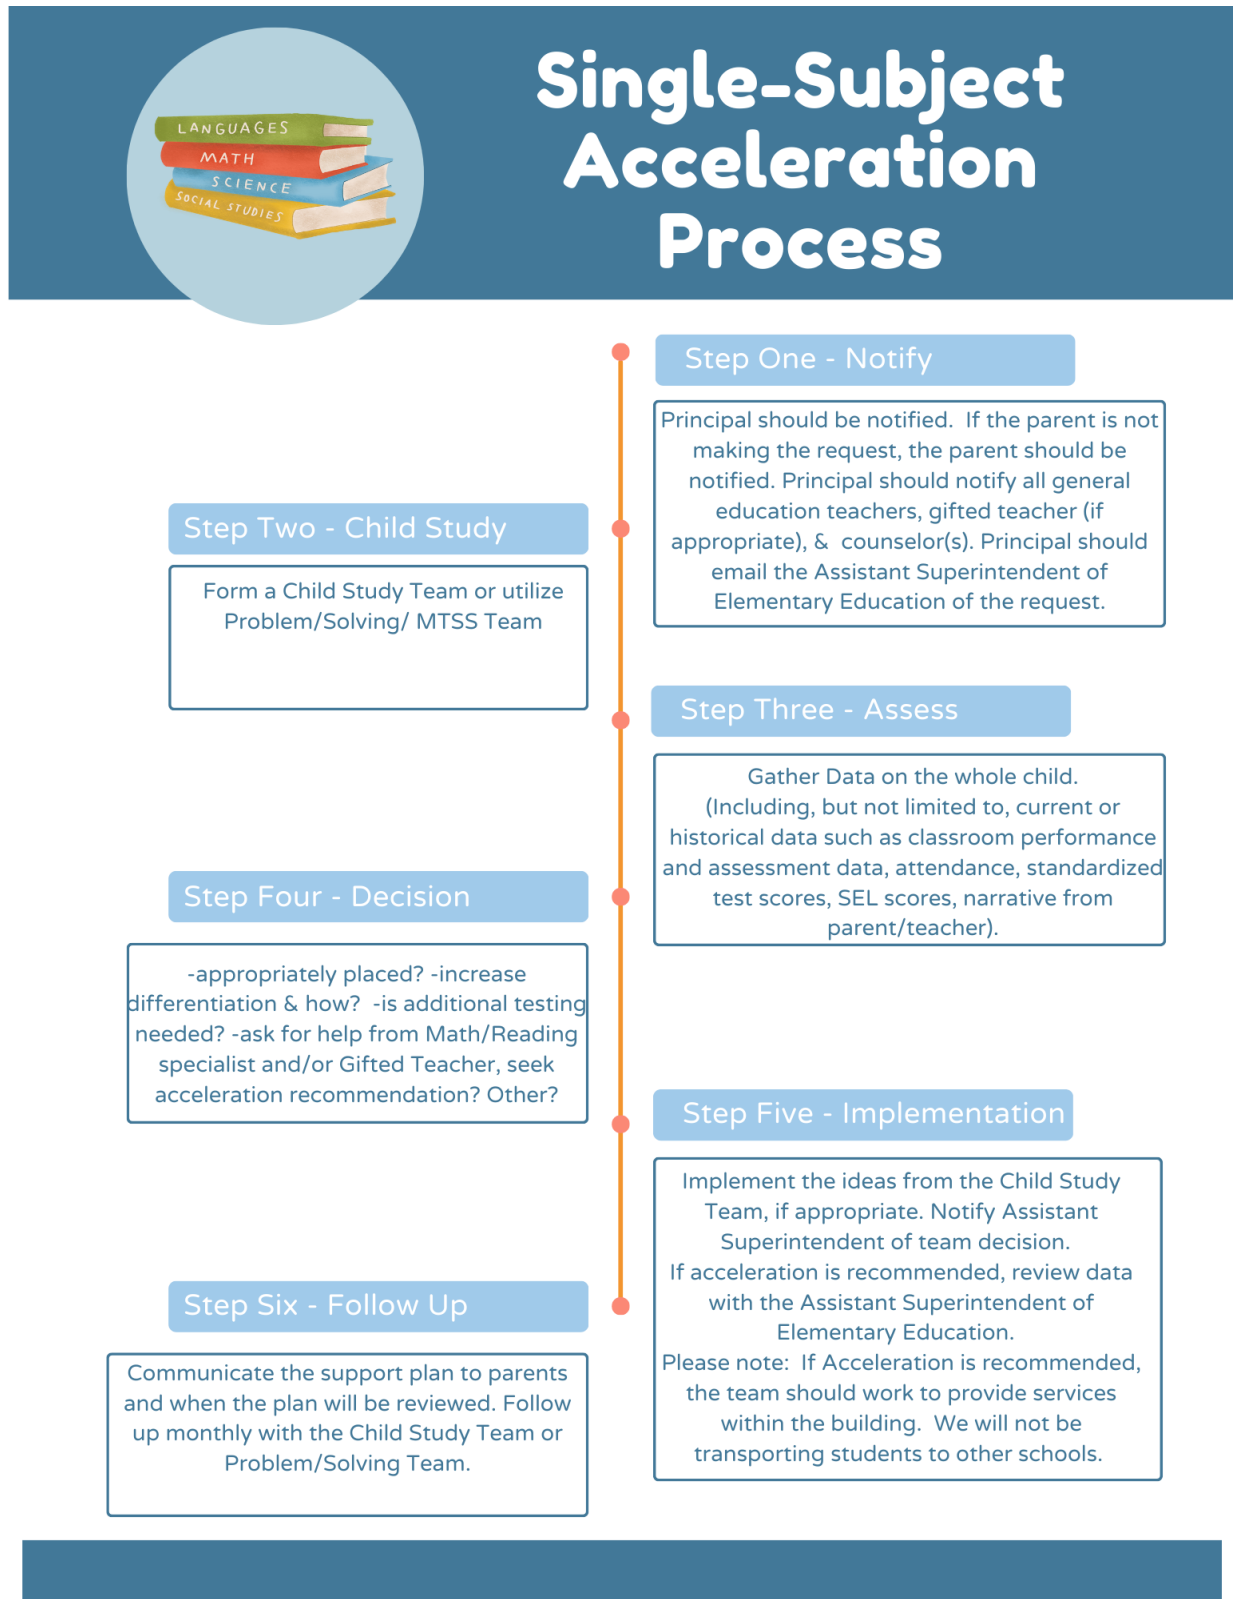 LANGUAGES
MATH
SCIENCE
SOCIAL STUDIES
Single-Subject
Acceleration
Process
Step One - Notify
Principal should be notified.  If the parent is not
making the request, the parent should be
notified. Principal should notify all general
education teachers, gifted teacher (if
appropriate), &  counselor(s). Principal should
email the Assistant Superintendent of
Elementary Education of the request.
Step Two - Child Study
Form a Child Study Team or utilize
Problem/Solving/ MTSS Team
Step Three - Assess
Gather Data on the whole child.
(Including, but not limited to, current or
historical data such as classroom performance
and assessment data, attendance, standardized
test scores, SEL scores, narrative from
parent/teacher).
Step Four - Decision
-appropriately placed? -increase
differentiation & how?  -is additional testing
needed? -ask for help from Math/Reading
specialist and/or Gifted Teacher, seek
acceleration recommendation? Other?
Step Five - Implementation
Implement the ideas from the Child Study
Team, if appropriate. Notify Assistant
Superintendent of team decision.
If acceleration is recommended, review data
with the Assistant Superintendent of
Elementary Education.
Please note:  If Acceleration is recommended,
the team should work to provide services
within the building.  We will not be
transporting students to other schools.
Step Six - Follow Up
Communicate the support plan to parents
and when the plan will be reviewed. Follow
up monthly with the Child Study Team or
Problem/Solving Team.